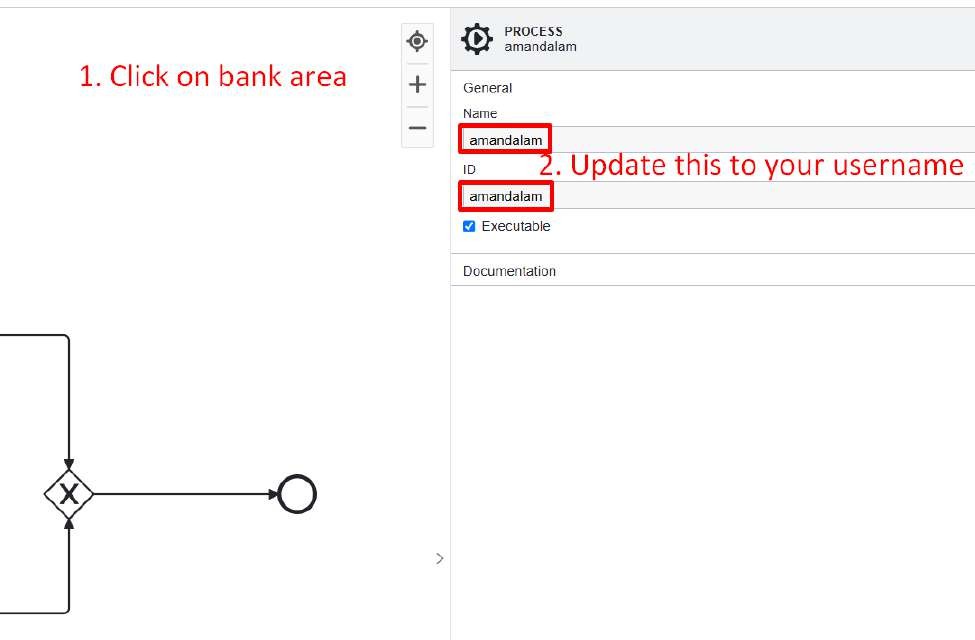 1. Click on bank area
PROCESS
amandalam
General
Name
amandalam
2. Update this to your username
ID
amandalam
Executable
Documentation
X